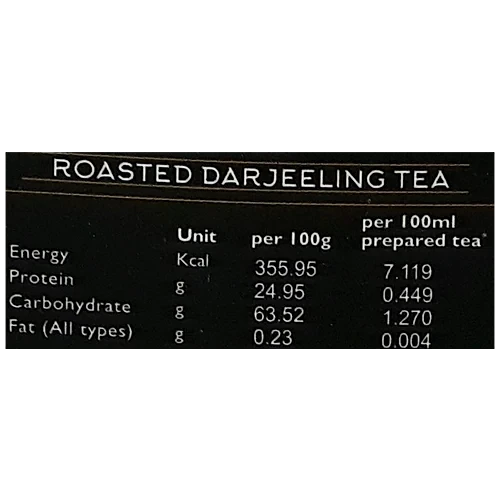 ROASTED DARJEELING TEA
Unit per 100g per 100ml prepared tea*
Energy Kcal 355.95 7.119
Protein g 24.95 0.449
Carbohydrate g 63.52 1.270
Fat (All types) g 0.23 0.004